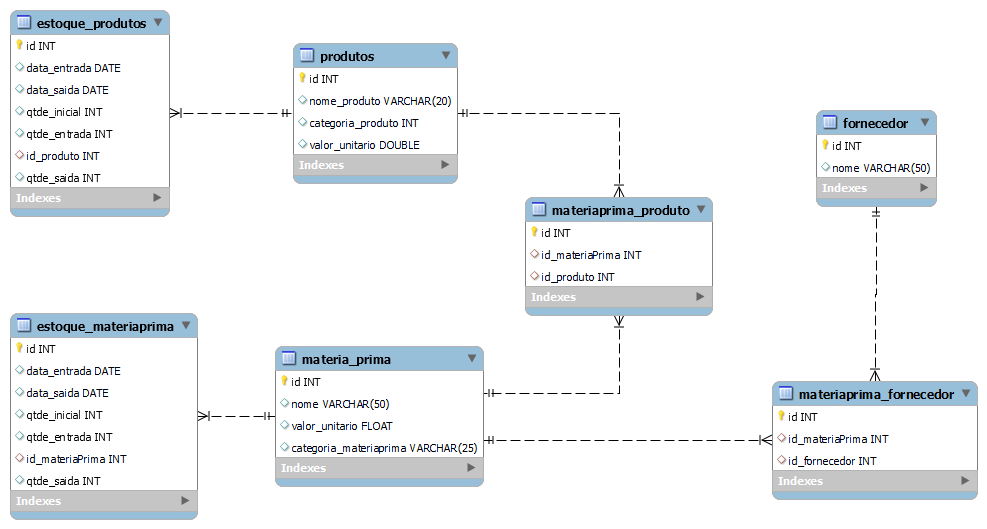 estoque_produtos
id INT
data_entrada DATE
data_saida DATE
qtde_inicial INT
qtde_entrada INT
id_produto INT
qtde_saida INT
Indexes
produtos
id INT
nome_produto VARCHAR(20)
categoria_produto INT
valor_unitario DOUBLE
Indexes
fornecedor
id INT
nome VARCHAR(50)
Indexes
materiaprima_produto
id INT
id_materiaPrima INT
id_produto INT
Indexes
estoque_materiaprima
id INT
data_entrada DATE
data_saida DATE
qtde_inicial INT
qtde_entrada INT
id_materiaPrima INT
qtde_saida INT
Indexes
materia_prima
id INT
nome VARCHAR(50)
valor_unitario FLOAT
categoria_materiaprima VARCHAR(25)
Indexes
materiaprima_fornecedor
id INT
id_materiaPrima INT
id_fornecedor INT
Indexes